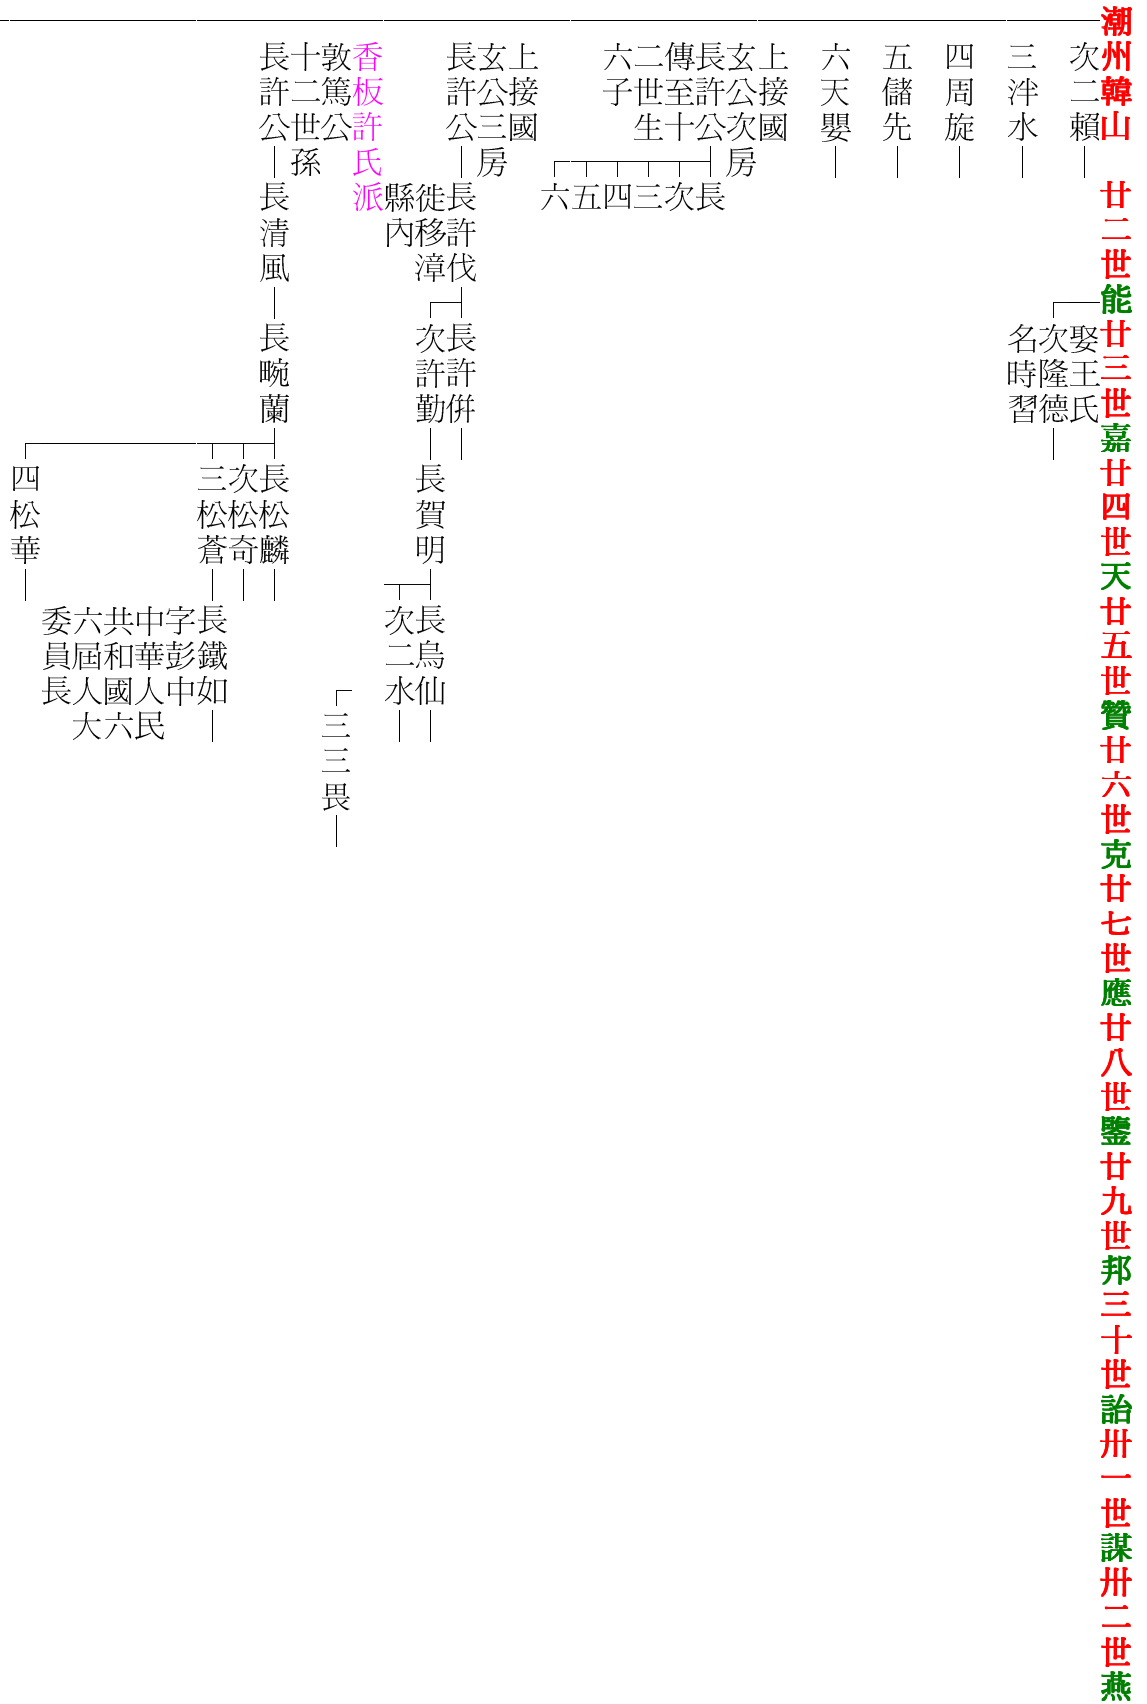 潮州韓山 廿二世能廿三世嘉廿四世天廿五世贊廿六世克廿七世應廿八世鑒廿九世邦三十世詒卅一世謀卅二世燕
次二賴
娶王氏
次隆德
名時習
三泮水
四周旋
五儲先
六天嬰
上接國
玄公次房
長許公
傳至十
二世生
六子
長
次
三
四
五
六
上接國
玄公三房
長許公
長許伐
徙移漳
縣內
長許倂
次許勤
長賀明
長烏仙
次二水
三三畏
香板許氏派
敦篤公
十二世孫
長許公
長清風
長畹蘭
長松麟
次松奇
三松蒼
長鐵如
字彭中
中華人民
共和國六
六屆人大
委員長
四松華